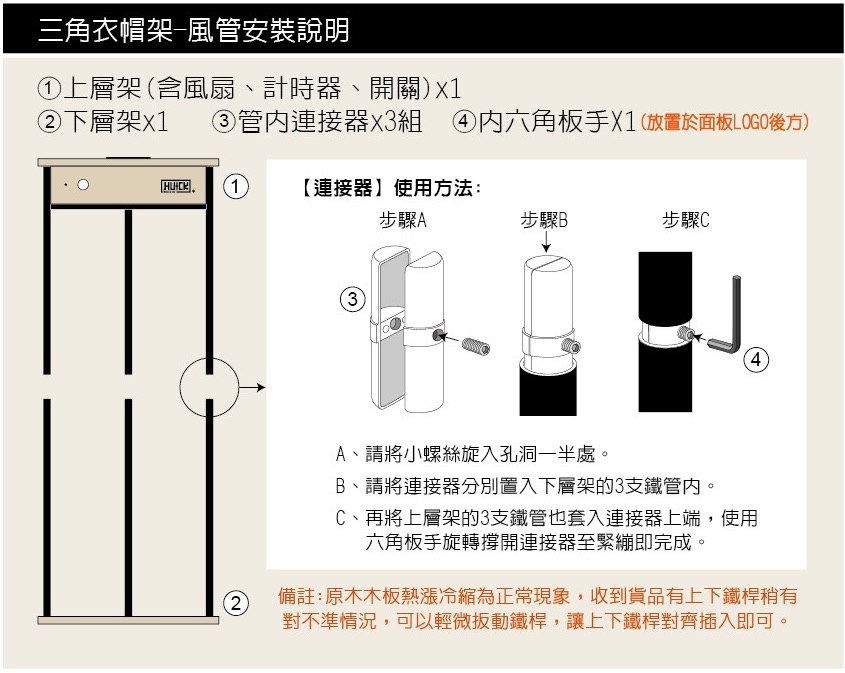 三角衣帽架-風管安裝說明
①上層架(含風扇、計時器、開關)x1
②下層架x1 ③管內連接器x3組 ④內六角板手X1(放置於面板LOGO後方)
HUICK
①
【連接器】使用方法:
步驟A 步驟B 步驟C
③
④
A、請將小螺絲旋入孔洞一半處。
B、請將連接器分別置入下層架的3支鐵管內。
C、再將上層架的3支鐵管也套入連接器上端，使用
六角板手旋轉撐開連接器至緊繃即完成。
②
備註:原木木板熱漲冷縮為正常現象，收到貨品有上下鐵桿稍有
對不準情況，可以輕微扳動鐵桿，讓上下鐵桿對齊插入即可。